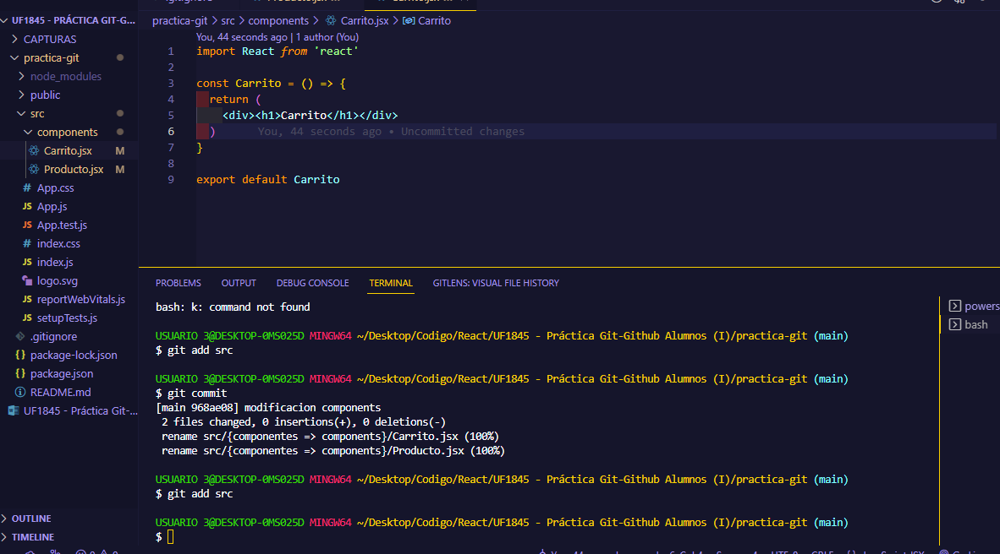 UF1845 - PRÁCTICA GIT-G...
CAPTURAS
practica-git
node_modules
public
src
components
Carrito.jsx M
Producto.jsx M
# App.css
JS App.js
JS App.test.js
# index.css
JS index.js
logo.svg
JS reportWebVitals.js
JS setupTests.js
.gitignore
{} package-lock.json
{} package.json
README.md
UF1845 - Práctica Git-...
OUTLINE
TIMELINE
practica-git > src > components > Carrito.jsx > Carrito
You, 44 seconds ago | 1 author (You)
1 import React from 'react'
2
3 const Carrito = () => {
4 return (
5 <div><h1>Carrito</h1></div>
6 ) You, 44 seconds ago • Uncommitted changes
7 }
8
9 export default Carrito
PROBLEMS OUTPUT DEBUG CONSOLE TERMINAL GITLENS: VISUAL FILE HISTORY
bash: k: command not found
USUARIO 3@DESKTOP-0MS025D MINGW64 ~/Desktop/Codigo/React/UF1845 - Práctica Git-Github Alumnos (I)/practica-git (main)
$ git add src
USUARIO 3@DESKTOP-0MS025D MINGW64 ~/Desktop/Codigo/React/UF1845 - Práctica Git-Github Alumnos (I)/practica-git (main)
$ git commit
[main 968ae08] modificacion components
2 files changed, 0 insertions(+), 0 deletions(-)
rename src/{componentes => components}/Carrito.jsx (100%)
rename src/{componentes => components}/Producto.jsx (100%)
USUARIO 3@DESKTOP-0MS025D MINGW64 ~/Desktop/Codigo/React/UF1845 - Práctica Git-Github Alumnos (I)/practica-git (main)
$ git add src
USUARIO 3@DESKTOP-0MS025D MINGW64 ~/Desktop/Codigo/React/UF1845 - Práctica Git-Github Alumnos (I)/practica-git (main)
$
powers
bash